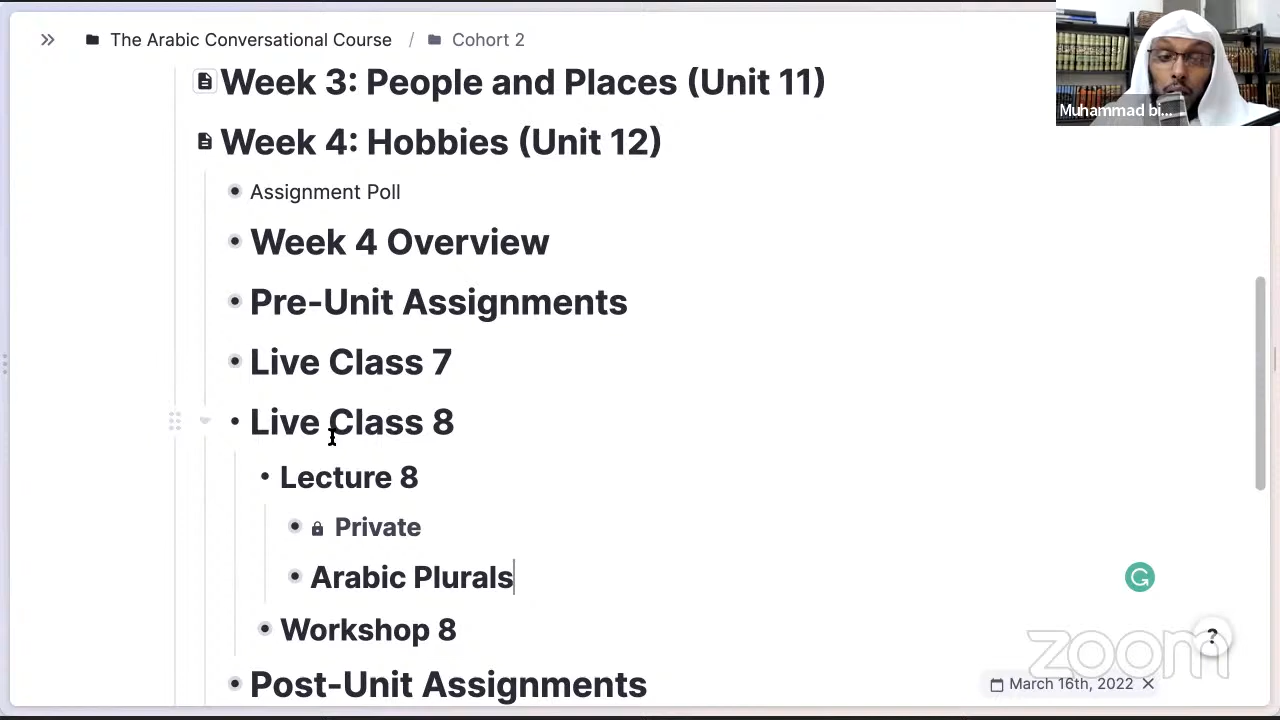 The Arabic Conversational Course / Cohort 2
Muhammad bi...
Week 3: People and Places (Unit 11)
Week 4: Hobbies (Unit 12)
Assignment Poll
Week 4 Overview
Pre-Unit Assignments
Live Class 7
Live Class 8
Lecture 8
Private
Arabic Plurals
Workshop 8
Post-Unit Assignments
?
zoom
March 16th, 2022